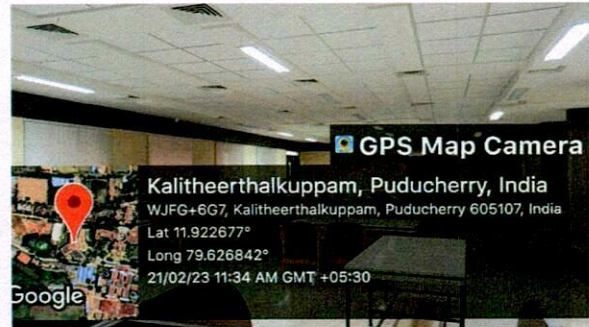 GPS Map Camera
Kalitheerthalkuppam, Puducherry, India
WJFG+6G7, Kalitheerthalkuppam, Puducherry 605107, India
Lat 11.922677°
Long 79.626842°
21/02/23 11:34 AM GMT +05:30
Google